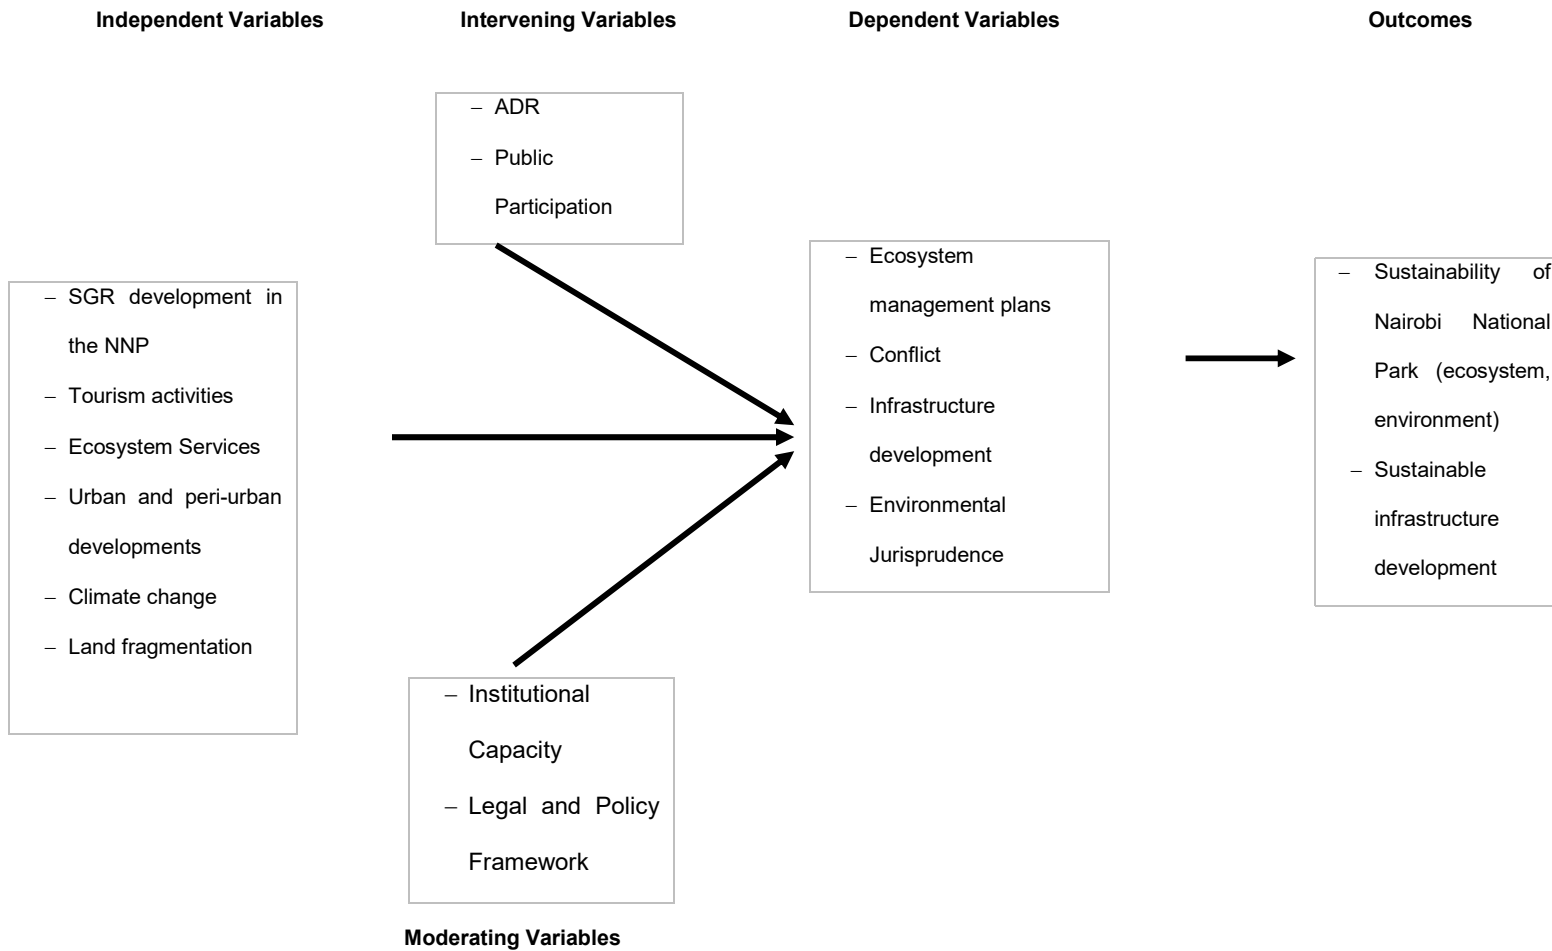 Independent Variables
Intervening Variables
Dependent Variables
Outcomes
– ADR
– Public
Participation
– SGR development in
the NNP
– Tourism activities
– Ecosystem Services
– Urban and peri-urban
developments
– Climate change
– Land fragmentation
– Institutional
Capacity
– Legal and Policy
Framework
Moderating Variables
– Ecosystem
management plans
– Conflict
– Infrastructure
development
– Environmental
Jurisprudence
– Sustainability of
Nairobi National
Park (ecosystem,
environment)
– Sustainable
infrastructure
development